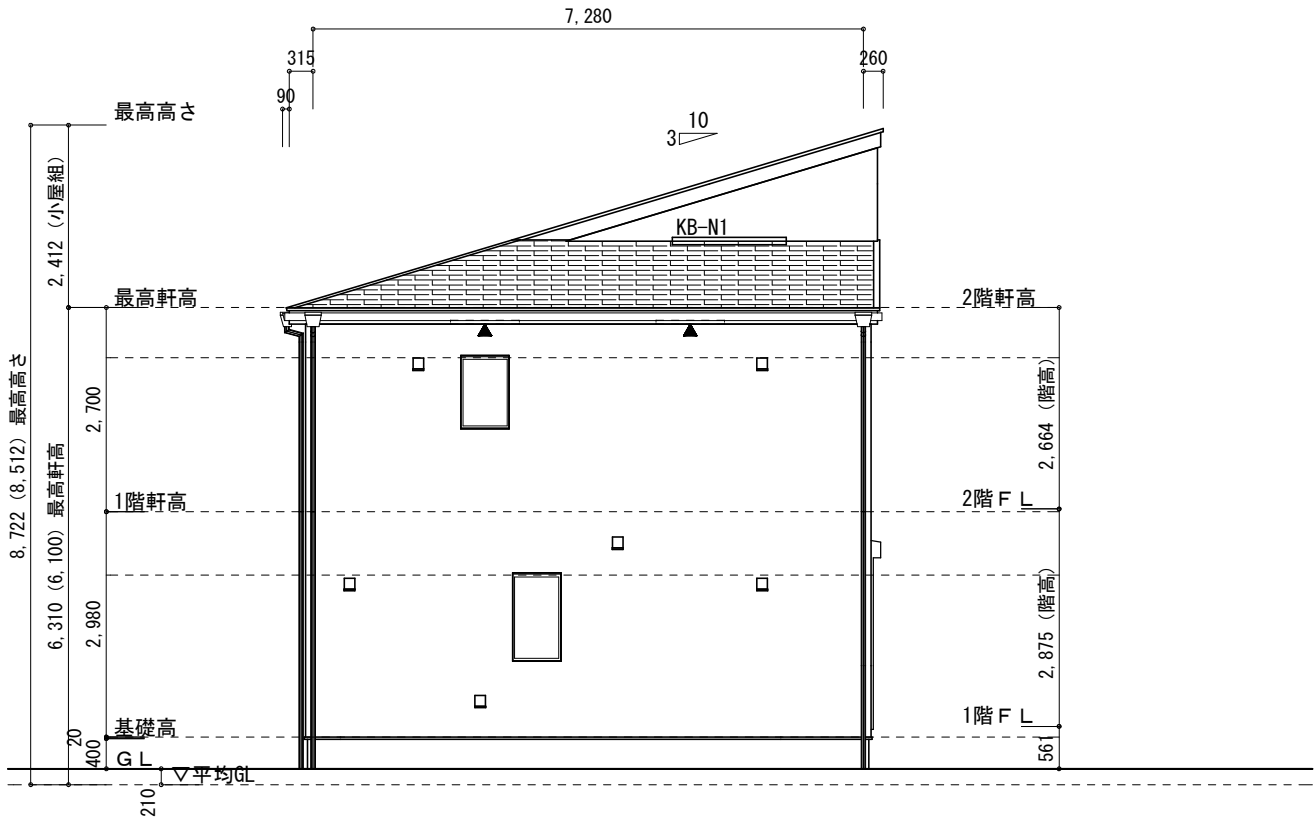 7,280
315
260
90
最高高さ
10
3
2,412 (小屋組)
KB-N1
最高軒高
2階軒高
8,722 (8,512) 最高高さ
6,310 (6,100) 最高軒高
2,700
2,664 (階高)
1階軒高
2階FL
2,980
2,875 (階高)
基礎高
1階FL
20
400
GL
561
▽平均GL
210